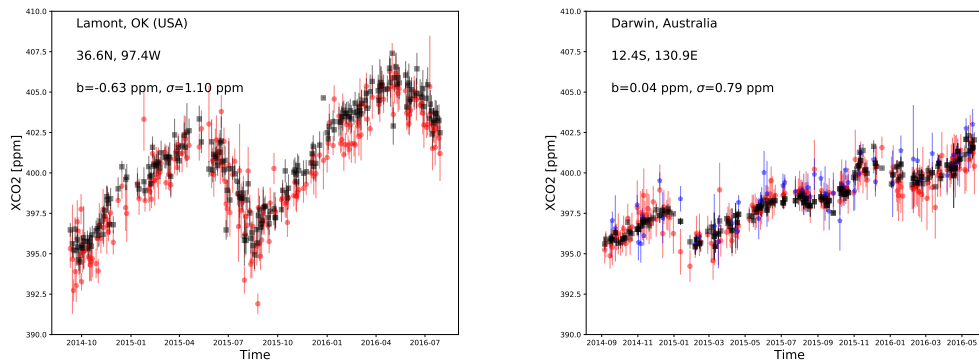 Lamont, OK (USA)
36.6N, 97.4W
b=-0.63 ppm, σ=1.10 ppm
XCO2 [ppm]
410.0
407.5
405.0
402.5
400.0
397.5
395.0
392.5
390.0
2014-10 2015-01 2015-04 2015-07 2015-10 2016-01 2016-04 2016-07
Time
Darwin, Australia
12.4S, 130.9E
b=0.04 ppm, σ=0.79 ppm
XCO2 [ppm]
410.0
407.5
405.0
402.5
400.0
397.5
395.0
392.5
390.0
2014-09 2014-11 2015-01 2015-03 2015-05 2015-07 2015-09 2015-11 2016-01 2016-03 2016-05
Time